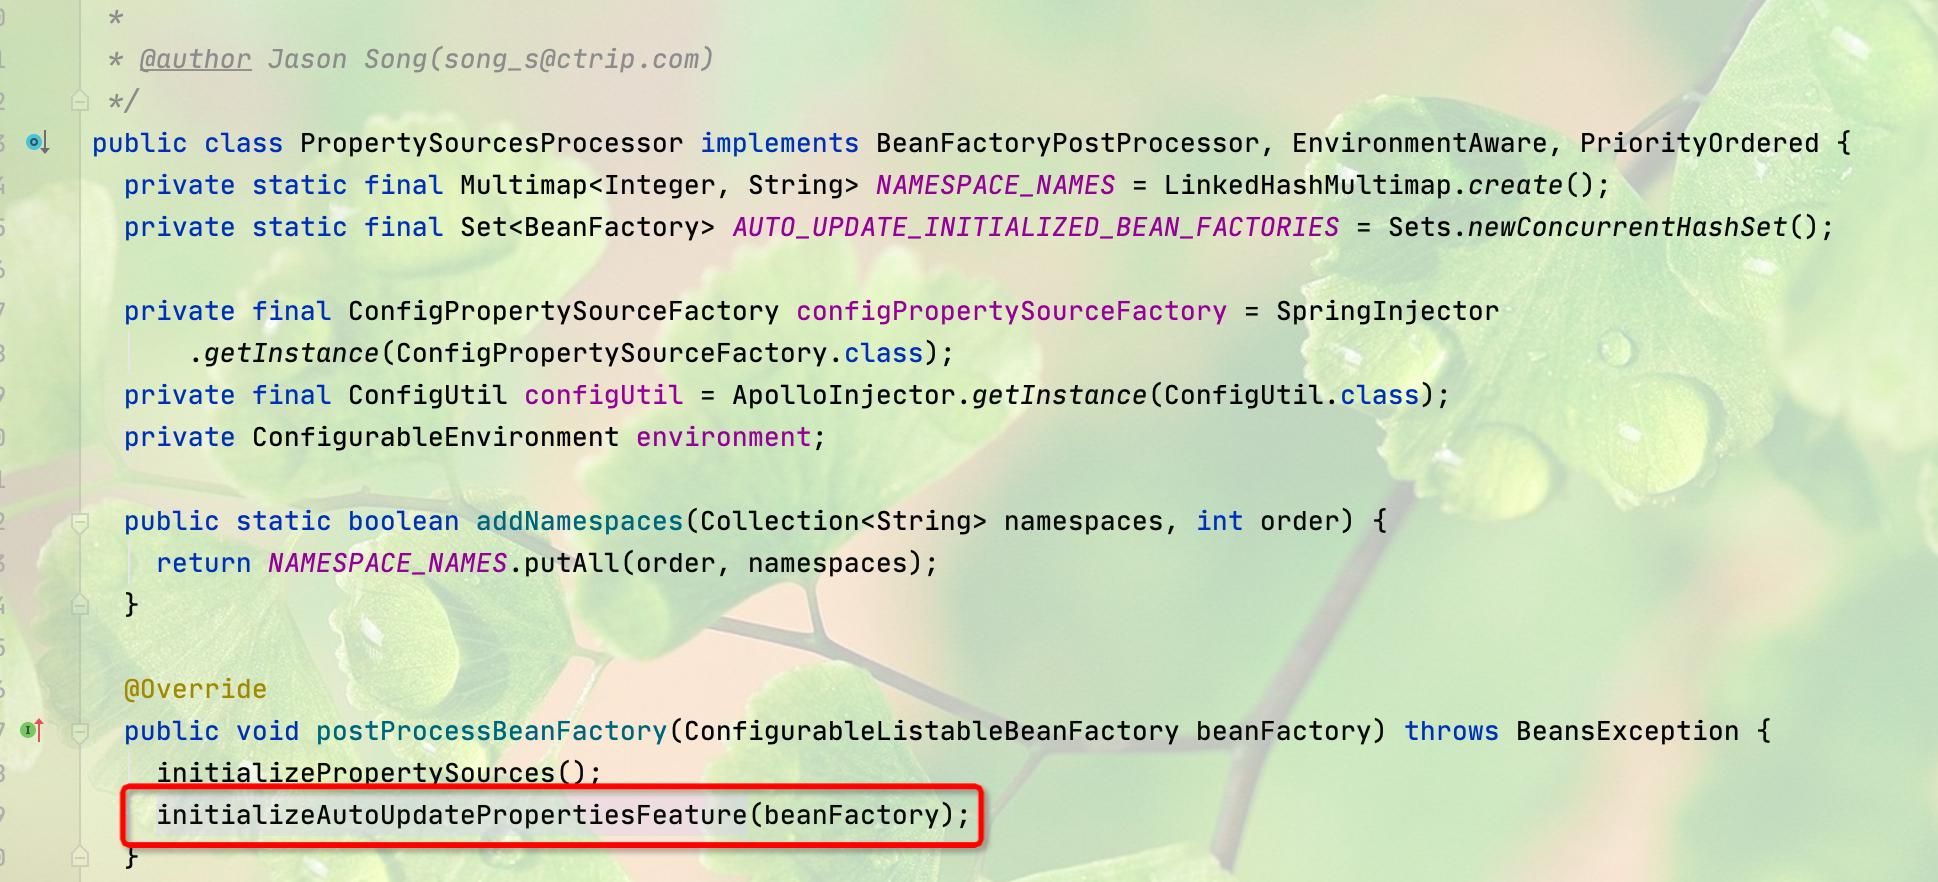 *
* @author Jason Song(song_s@ctrip.com)
*/
public class PropertySourcesProcessor implements BeanFactoryPostProcessor, EnvironmentAware, PriorityOrdered {
private static final Multimap<Integer, String> NAMESPACE_NAMES = LinkedHashMultimap.create();
private static final Set<BeanFactory> AUTO_UPDATE_INITIALIZED_BEAN_FACTORIES = Sets.newConcurrentHashSet();
private final ConfigPropertySourceFactory configPropertySourceFactory = SpringInjector
.getInstance(ConfigPropertySourceFactory.class);
private final ConfigUtil configUtil = ApolloInjector.getInstance(ConfigUtil.class);
private ConfigurableEnvironment environment;
public static boolean addNamespaces(Collection<String> namespaces, int order) {
return NAMESPACE_NAMES.putAll(order, namespaces);
}
@Override
public void postProcessBeanFactory(ConfigurableListableBeanFactory beanFactory) throws BeansException {
initializePropertySources();
initializeAutoUpdatePropertiesFeature(beanFactory);
}